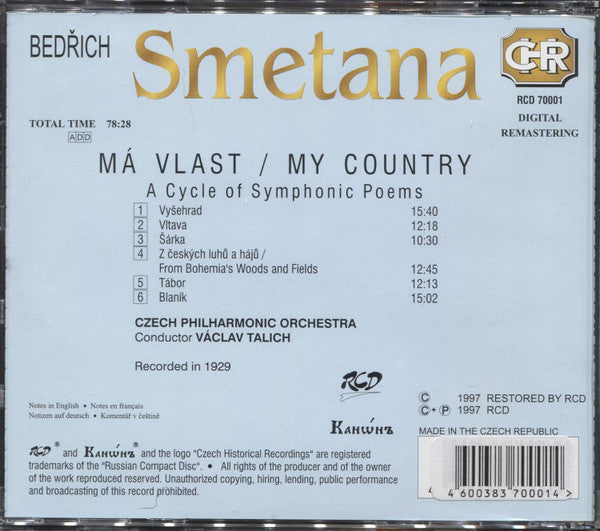 BEDŘICH
Smetana
CHR
RCD 70001
DIGITAL
REMASTERING
TOTAL TIME 78:28
ADD
MÁ VLAST / MY COUNTRY
A Cycle of Symphonic Poems
1 Vyšehrad 15:40
2 Vltava 12:18
3 Šárka 10:30
4 Z českých luhů a hájů /
From Bohemia's Woods and Fields 12:45
5 Tábor 12:13
6 Blaník 15:02
CZECH PHILHARMONIC ORCHESTRA
Conductor VÁCLAV TALICH
Recorded in 1929
RCD
Канѡнъ
Notes in English • Notes en français
Notizen auf deutsch • Komentář v češtině
© 1997 RESTORED BY RCD
©+℗ 1997 RCD
MADE IN THE CZECH REPUBLIC
RCD® and Канѡнъ® and the logo "Czech Historical Recordings" are registered
trademarks of the "Russian Compact Disc". • All rights of the producer and of the owner
of the work reproduced reserved. Unauthorized copying, hiring, lending, public performance
and broadcasting of this record prohibited.
4 600383 700014 >